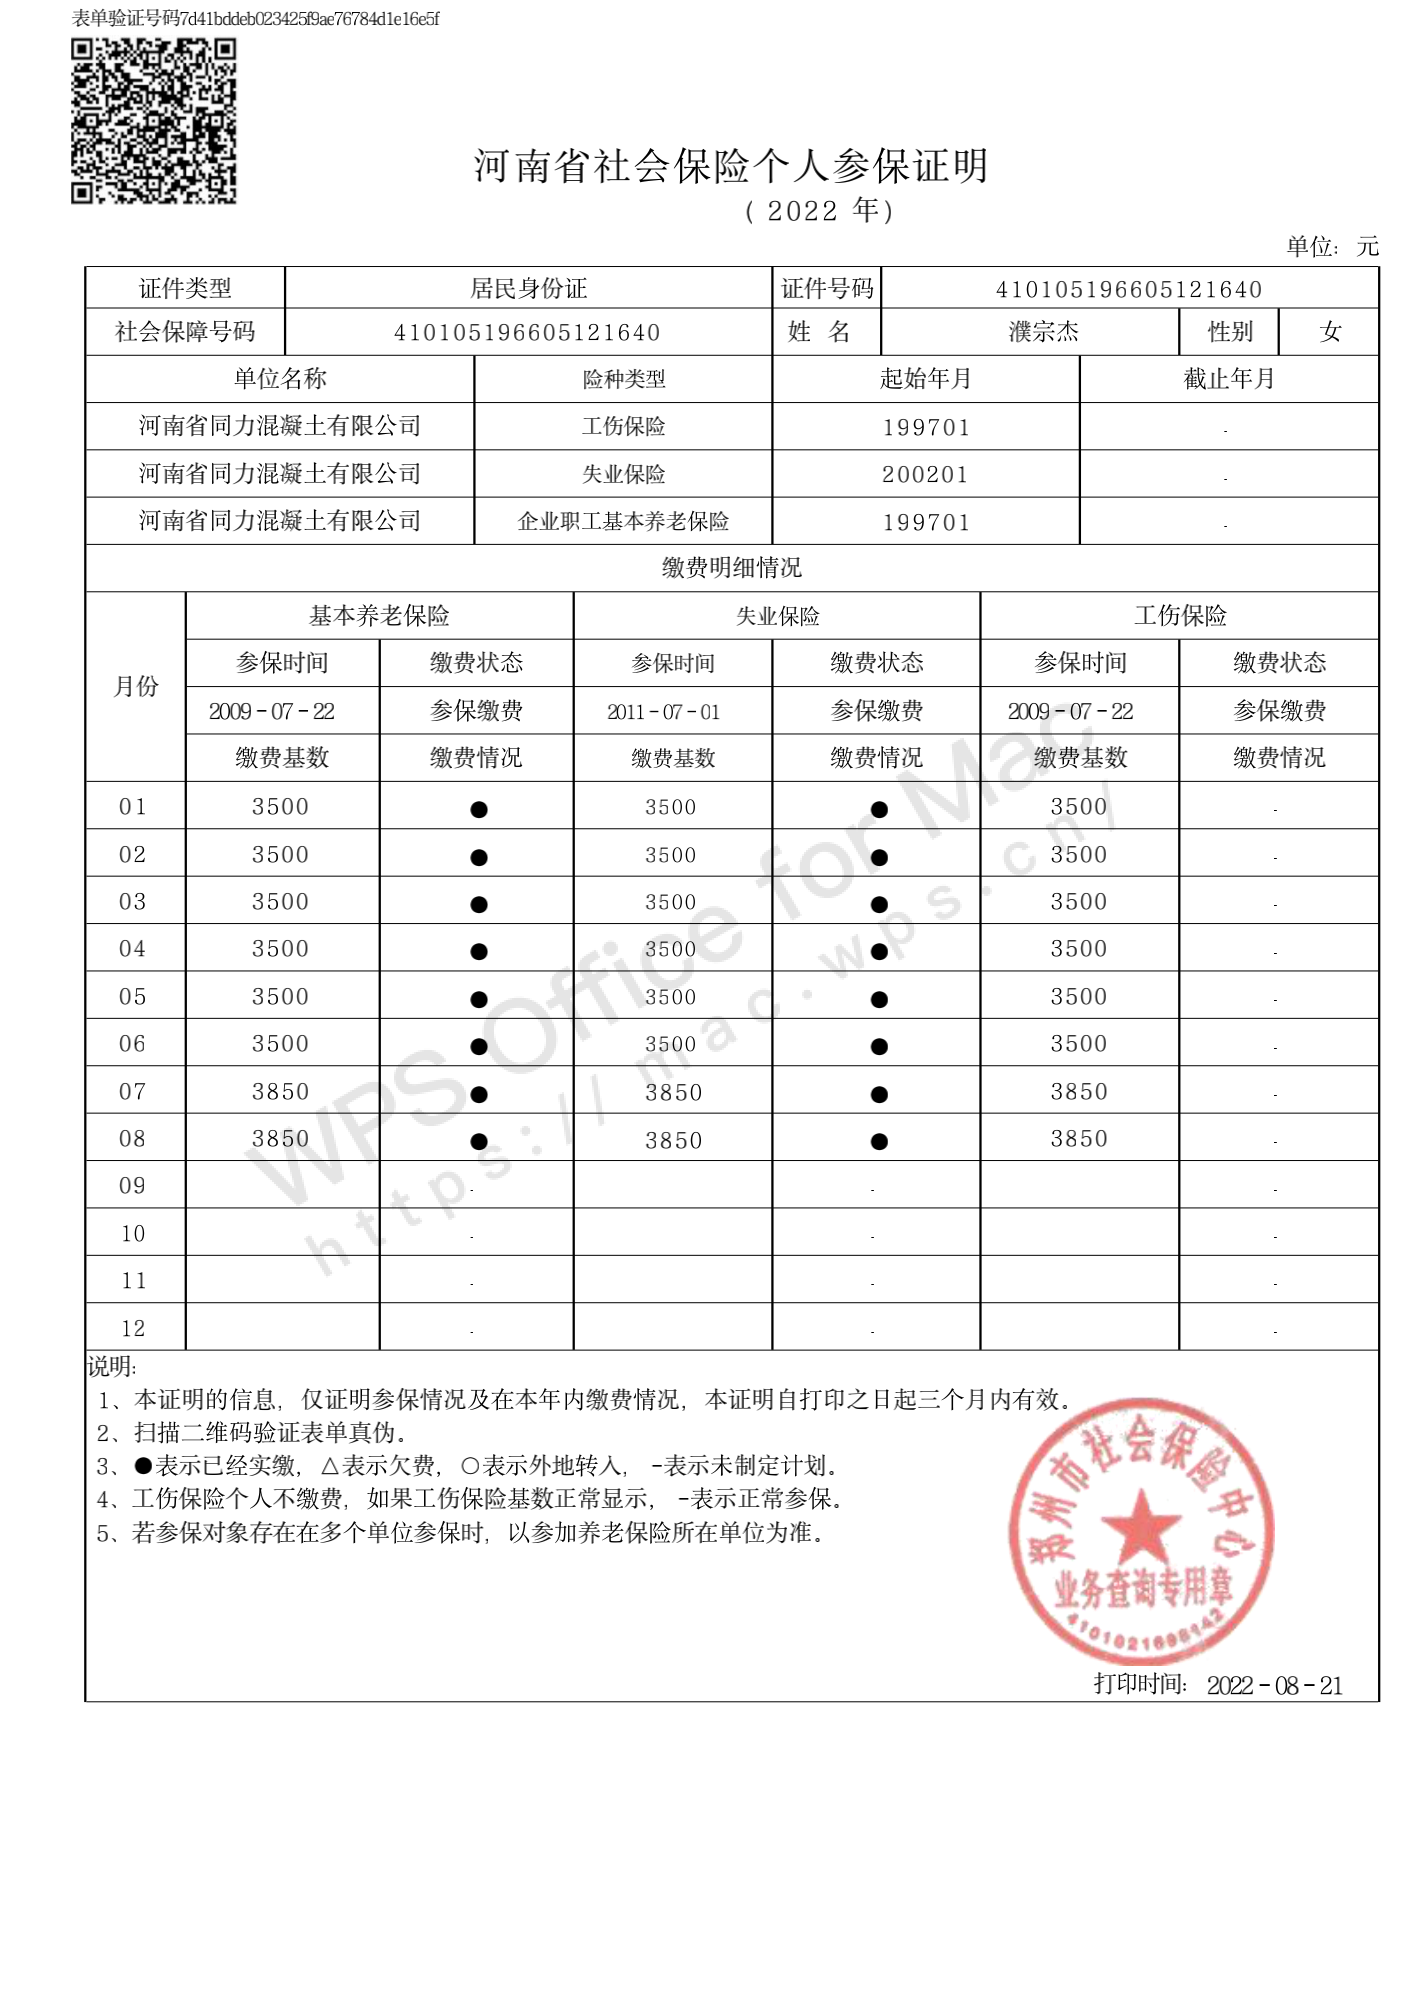 表单验证号码7d41bddeb023425f9ae76784d1e16e5f
河南省社会保险个人参保证明
( 2022 年)
单位: 元
证件类型 居民身份证 证件号码 410105196605121640
社会保障号码 410105196605121640 姓 名 濮宗杰 性别 女
单位名称 险种类型 起始年月 截止年月
河南省同力混凝土有限公司 工伤保险 199701 -
河南省同力混凝土有限公司 失业保险 200201 -
河南省同力混凝土有限公司 企业职工基本养老保险 199701 -
缴费明细情况
月份 基本养老保险 失业保险 工伤保险
参保时间 缴费状态 参保时间 缴费状态 参保时间 缴费状态
2009-07-22 参保缴费 2011-07-01 参保缴费 2009-07-22 参保缴费
缴费基数 缴费情况 缴费基数 缴费情况 缴费基数 缴费情况
01 3500 ● 3500 ● 3500 -
02 3500 ● 3500 ● 3500 -
03 3500 ● 3500 ● 3500 -
04 3500 ● 3500 ● 3500 -
05 3500 ● 3500 ● 3500 -
06 3500 ● 3500 ● 3500 -
07 3850 ● 3850 ● 3850 -
08 3850 ● 3850 ● 3850 -
09 - - -
10 - - -
11 - - -
12 - - -
WPS Office for Mac
https://mac.wps.cn/
说明:
1、本证明的信息,仅证明参保情况及在本年内缴费情况,本证明自打印之日起三个月内有效。
2、扫描二维码验证表单真伪。
3、●表示已经实缴,△表示欠费,○表示外地转入, -表示未制定计划。
4、工伤保险个人不缴费,如果工伤保险基数正常显示, -表示正常参保。
5、若参保对象存在在多个单位参保时,以参加养老保险所在单位为准。
郑州市社会保险中心
业务查询专用章
4101021698142
打印时间: 2022-08-21